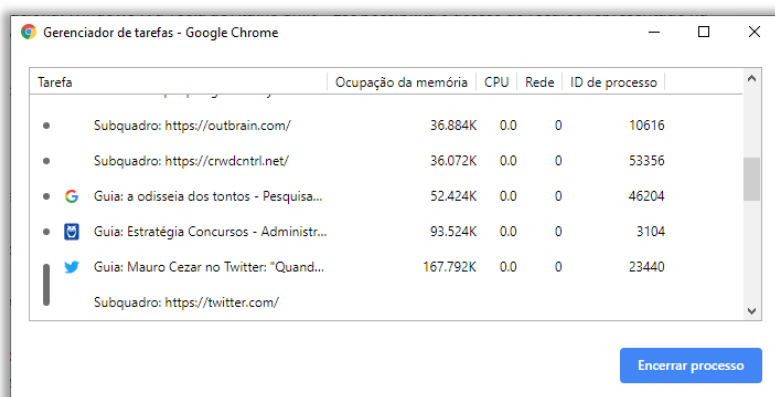 Gerenciador de tarefas - Google Chrome
Tarefa Ocupação da memória CPU Rede ID de processo
Subquadro: https://outbrain.com/ 36.884K 0.0 0 10616
Subquadro: https://crwdcntrl.net/ 36.072K 0.0 0 53356
Guia: a odisseia dos tontos - Pesquisa... 52.424K 0.0 0 46204
Guia: Estratégia Concursos - Administr... 93.524K 0.0 0 3104
Guia: Mauro Cezar no Twitter: "Quand... 167.792K 0.0 0 23440
Subquadro: https://twitter.com/
Encerrar processo